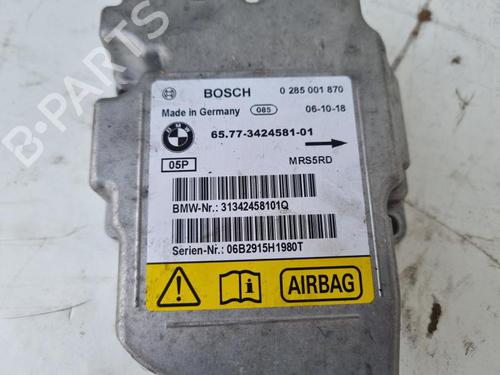 BOSCH 0 285 001 870
Made in Germany 085 06-10-18
BMW 65.77-3424581-01
05P MRS5RD
BMW-Nr.: 31342458101Q
Serien-Nr.: 06B2915H1980T
AIRBAG
B-Parts